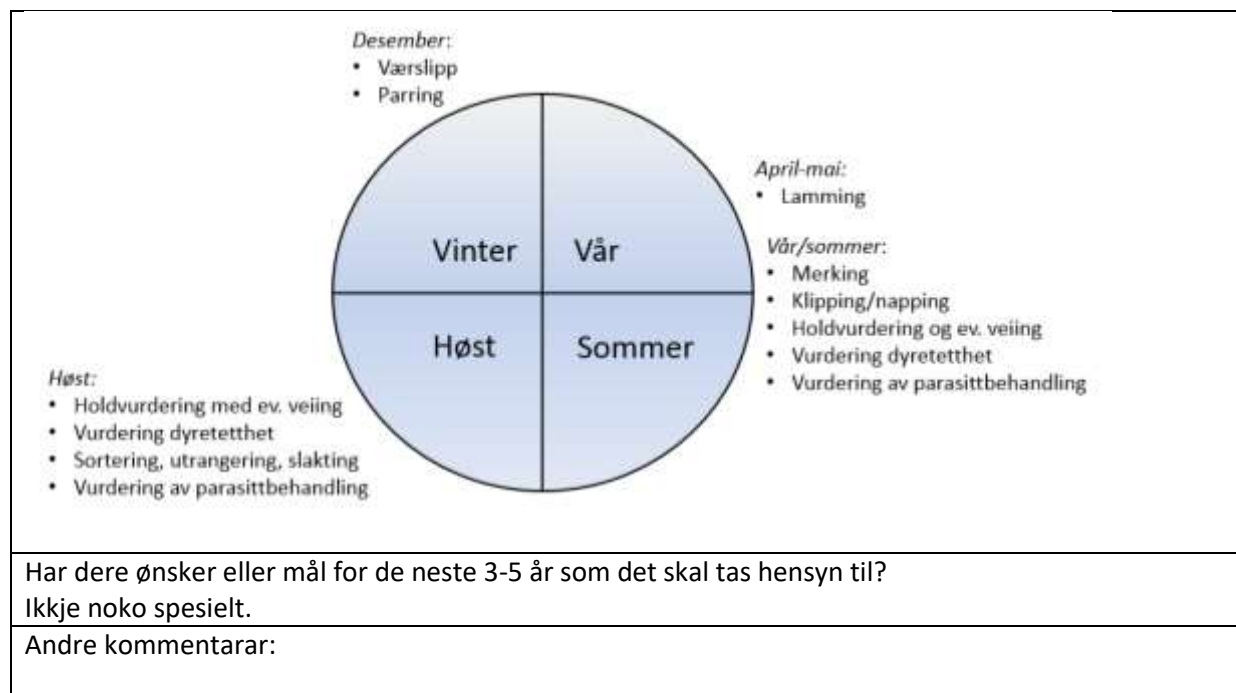 Desember:
• Værslipp
• Parring
April-mai:
• Lamming
Vinter
Vår
Vår/sommer:
• Merking
• Klipping/napping
• Holdvurdering og ev. veiing
• Vurdering dyretetthet
• Vurdering av parasittbehandling
Høst
Sommer
Høst:
• Holdvurdering med ev. veiing
• Vurdering dyretetthet
• Sortering, utrangering, slakting
• Vurdering av parasittbehandling
Har dere ønsker eller mål for de neste 3-5 år som det skal tas hensyn til?
Ikkje noko spesielt.
Andre kommentarar: